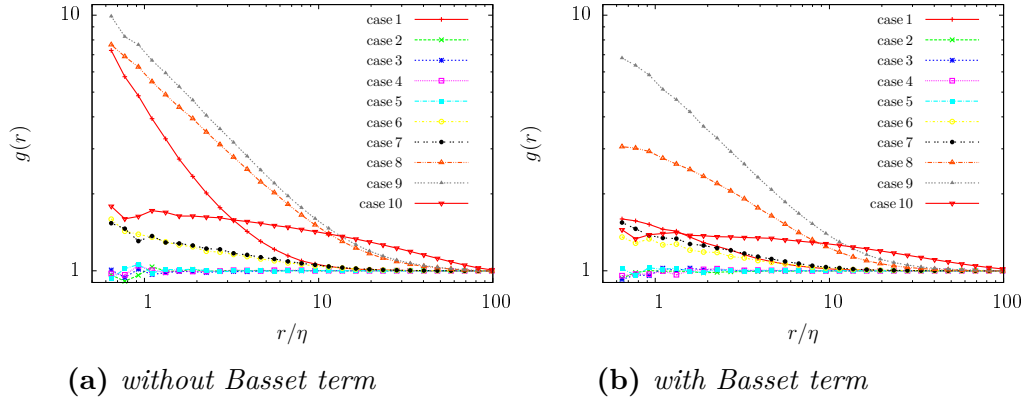 10
1
g(r)
1
10
100
r/η
case 1
case 2
case 3
case 4
case 5
case 6
case 7
case 8
case 9
case 10
(a) without Basset term
10
1
g(r)
1
10
100
r/η
case 1
case 2
case 3
case 4
case 5
case 6
case 7
case 8
case 9
case 10
(b) with Basset term